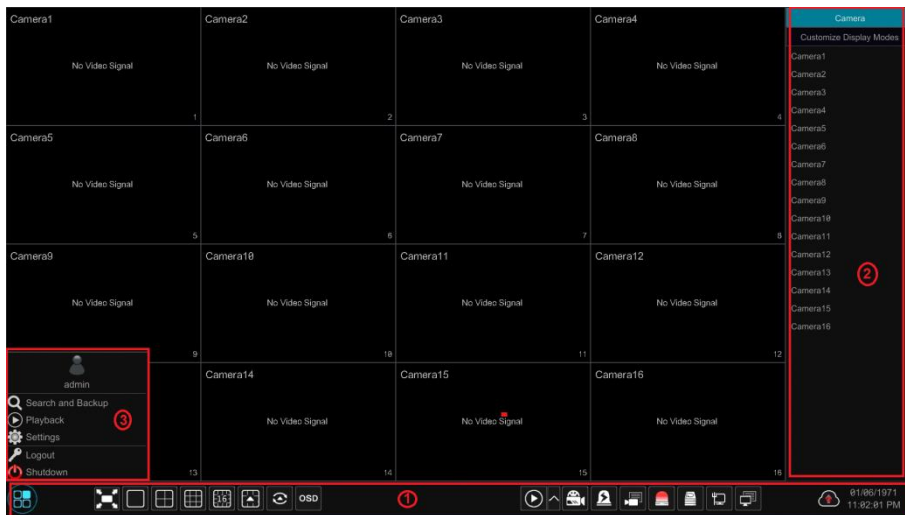 Camera1 Camera2 Camera3 Camera4 Camera
Customize Display Modes
No Video Signal No Video Signal No Video Signal No Video Signal
1 2 3 4
Camera5 Camera6 Camera7 Camera8
No Video Signal No Video Signal No Video Signal No Video Signal
5 6 7 8
Camera9 Camera10 Camera11 Camera12
No Video Signal No Video Signal No Video Signal No Video Signal
9 10 11 12
Camera14 Camera15 Camera16
No Video Signal No Video Signal
No Video Signal
13 14 15 16
Camera1
Camera2
Camera3
Camera4
Camera5
Camera6
Camera7
Camera8
Camera9
Camera10
Camera11
Camera12
Camera13
Camera14
Camera15
Camera16
2
admin
Search and Backup
Playback
Settings
Logout
Shutdown
3
16
OSD
1
01/06/1971
11:02:01 PM